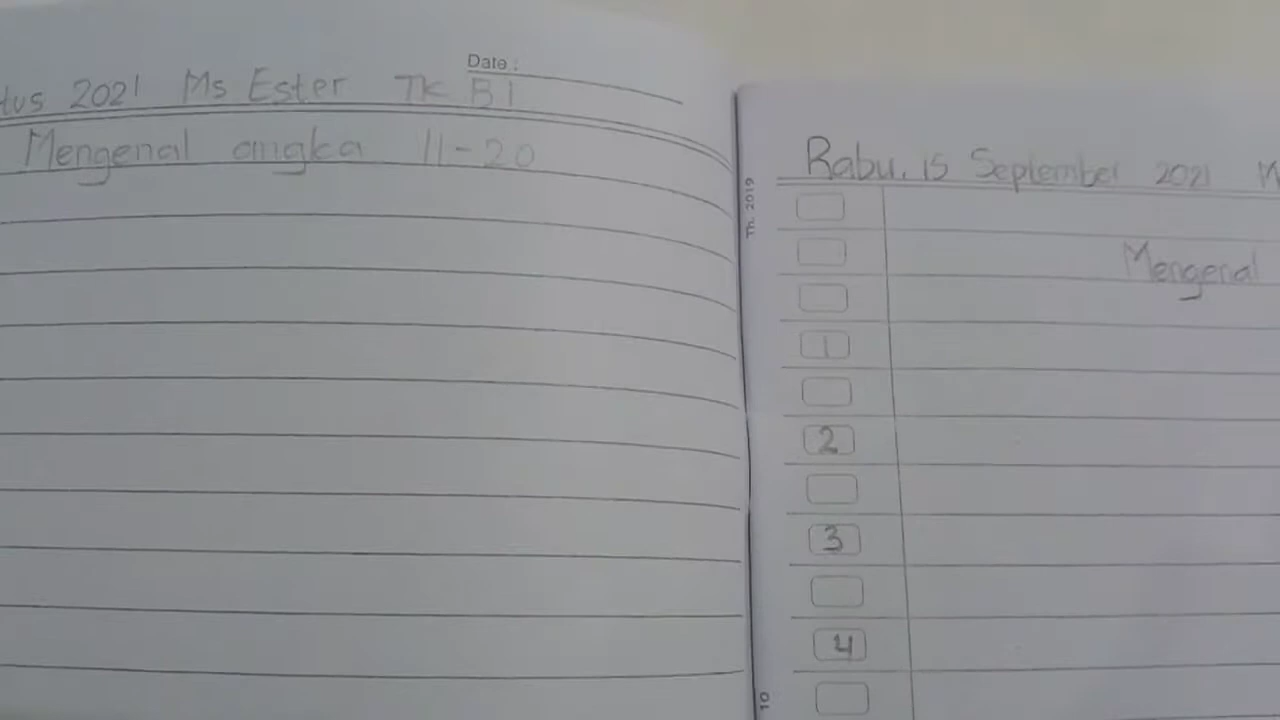 Date :
tus 2021 Ms Ester TK B1
Mengenal angka 11-20
Th. 2019
Rabu, 15 September 2021
Mengenal
1
2
3
4
10